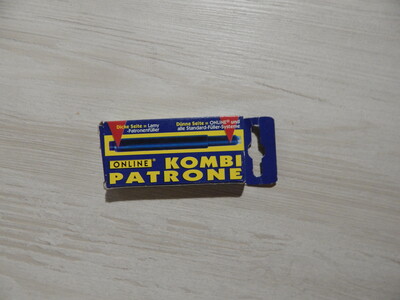 Dicke Seite = Lamy
-Patronenfüller
Dünne Seite = ONLINE® und
alle Standard-Füller-Systeme
ONLINE®
KOMBI
PATRONE